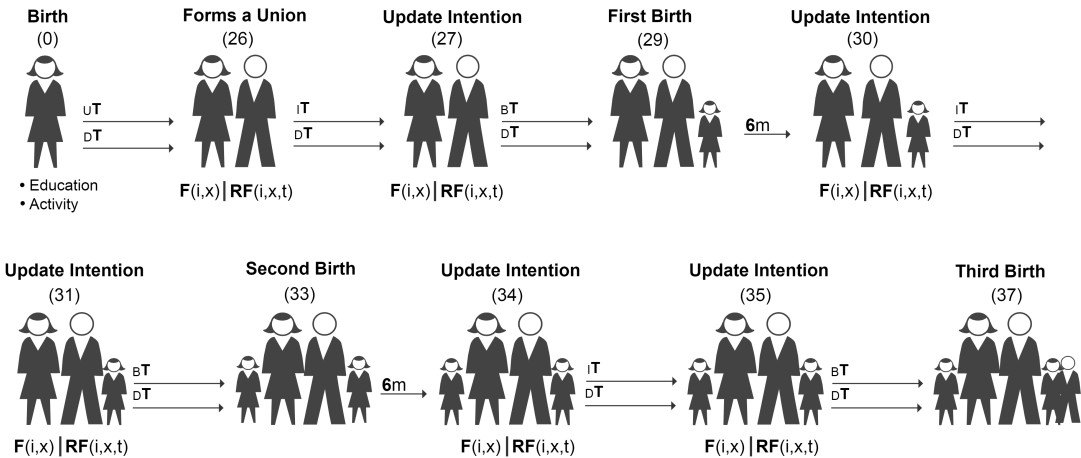 Birth
(0)
UT
DT
• Education
• Activity
Forms a Union
(26)
F(i,x)|RF(i,x,t)
IT
DT
Update Intention
(27)
F(i,x)|RF(i,x,t)
BT
DT
First Birth
(29)
6m
Update Intention
(30)
F(i,x)|RF(i,x,t)
IT
DT
Update Intention
(31)
F(i,x)|RF(i,x,t)
BT
DT
Second Birth
(33)
6m
Update Intention
(34)
F(i,x)|RF(i,x,t)
IT
DT
Update Intention
(35)
F(i,x)|RF(i,x,t)
BT
DT
Third Birth
(37)